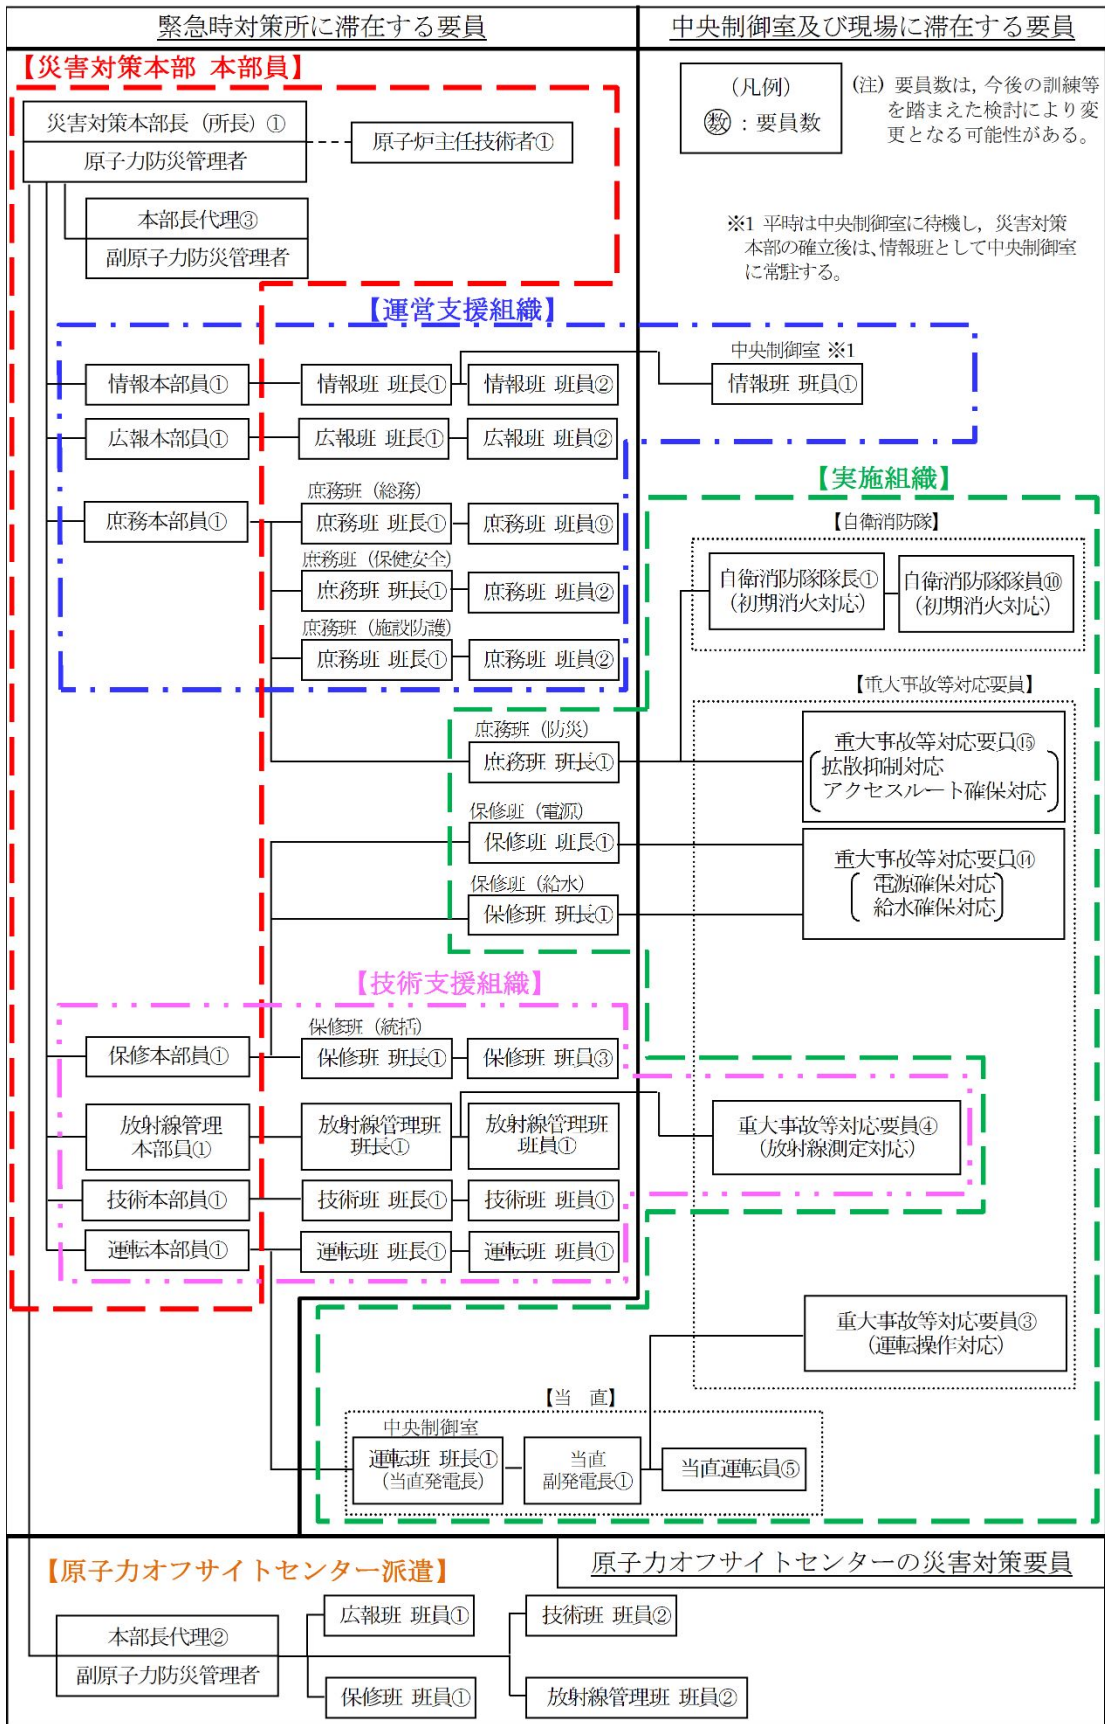 緊急時対策所に滞在する要員
中央制御室及び現場に滞在する要員
【災害対策本部 本部員】
災害対策本部長（所長）①
原子力防災管理者
原子炉主任技術者①
本部長代理③
副原子力防災管理者
（凡例）
数：要員数
(注) 要員数は，今後の訓練等
を踏まえた検討により変
更となる可能性がある。
※1 平時は中央制御室に待機し，災害対策
本部の確立後は、情報班として中央制御室
に常駐する。
【運営支援組織】
中央制御室 ※1
情報本部員①
情報班 班長①
情報班 班員②
情報班 班員①
広報本部員①
広報班 班長①
広報班 班員②
【実施組織】
庶務班（総務）
庶務本部員①
庶務班 班長①
庶務班 班員⑨
庶務班（保健安全）
庶務班 班長①
庶務班 班員②
庶務班（施設防護）
庶務班 班長①
庶務班 班員②
【自衛消防隊】
自衛消防隊隊長①
(初期消火対応)
自衛消防隊隊員⑩
(初期消火対応)
【重大事故等対応要員】
庶務班（防災）
庶務班 班長①
重大事故等対応要員⑮
拡散抑制対応
アクセスルート確保対応
保修班（電源）
保修班 班長①
保修班（給水）
保修班 班長①
重大事故等対応要員⑭
電源確保対応
給水確保対応
【技術支援組織】
保修班（統括）
保修本部員①
保修班 班長①
保修班 班員③
放射線管理
本部員①
放射線管理班
班長①
放射線管理班
班員①
重大事故等対応要員④
(放射線測定対応)
技術本部員①
技術班 班長①
技術班 班員①
運転本部員①
運転班 班長①
運転班 班員①
重大事故等対応要員③
(運転操作対応)
【当 直】
中央制御室
運転班 班長①
(当直発電長)
当直
副発電長①
当直運転員⑤
【原子力オフサイトセンター派遣】
原子力オフサイトセンターの災害対策要員
本部長代理②
副原子力防災管理者
広報班 班員①
技術班 班員②
保修班 班員①
放射線管理班 班員②